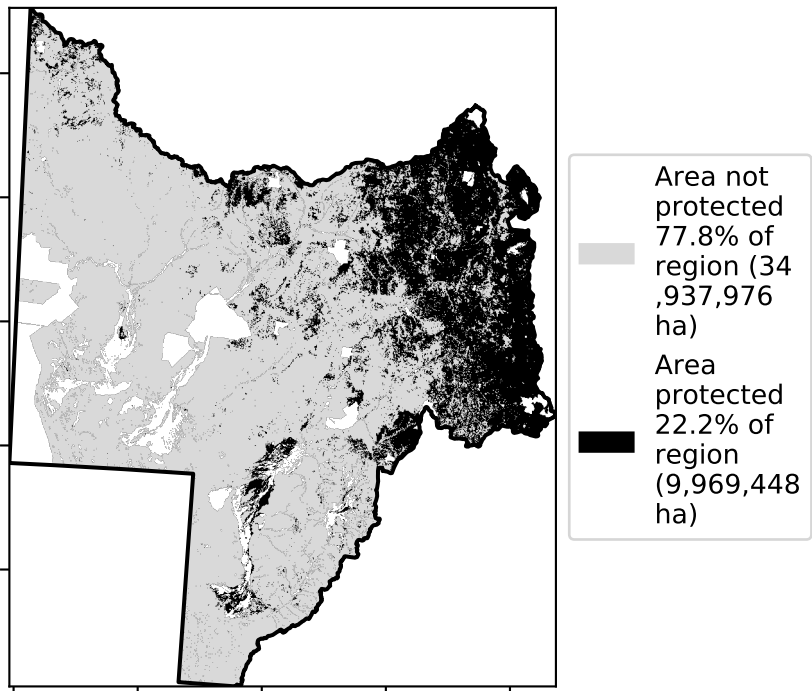 Area not
protected
77.8% of
region (34
,937,976
ha)
Area
protected
22.2% of
region
(9,969,448
ha)